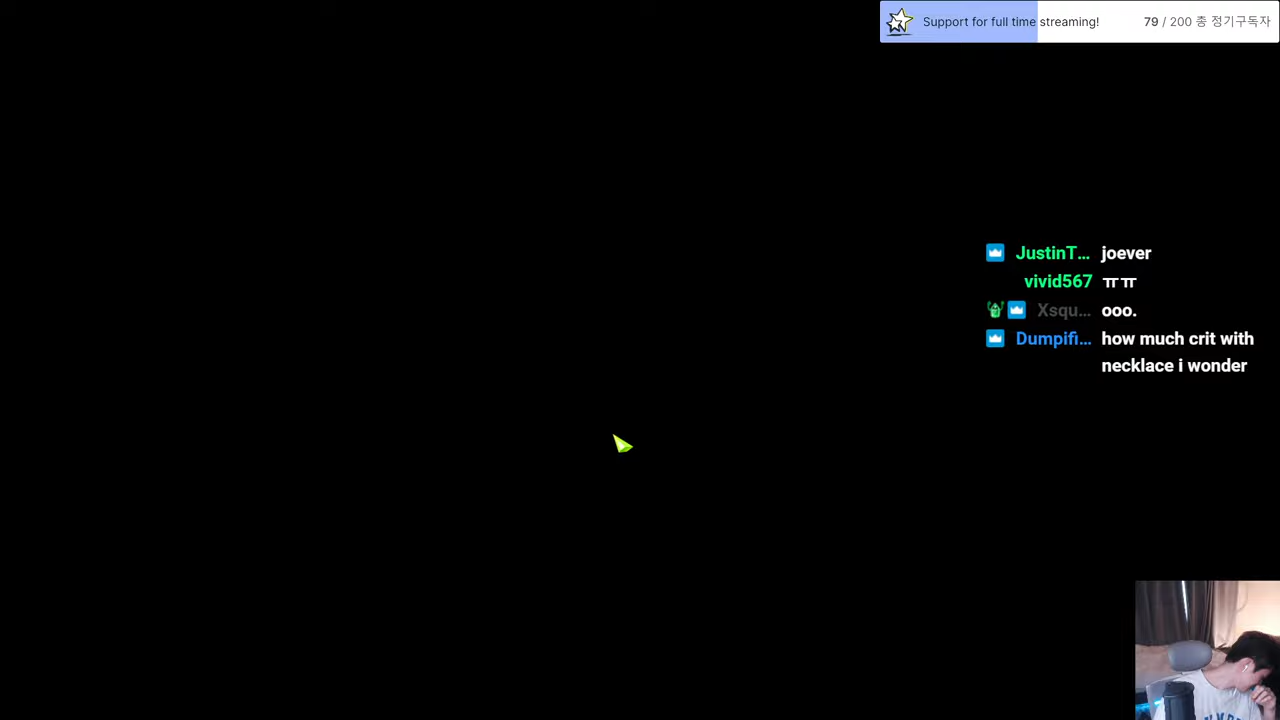 Support for full time streaming! 79 / 200 종 정기구독자
JustinT... joever
vivid567 ㅠㅠ
Xsqu... ooo.
Dumpifi... how much crit with
necklace i wonder